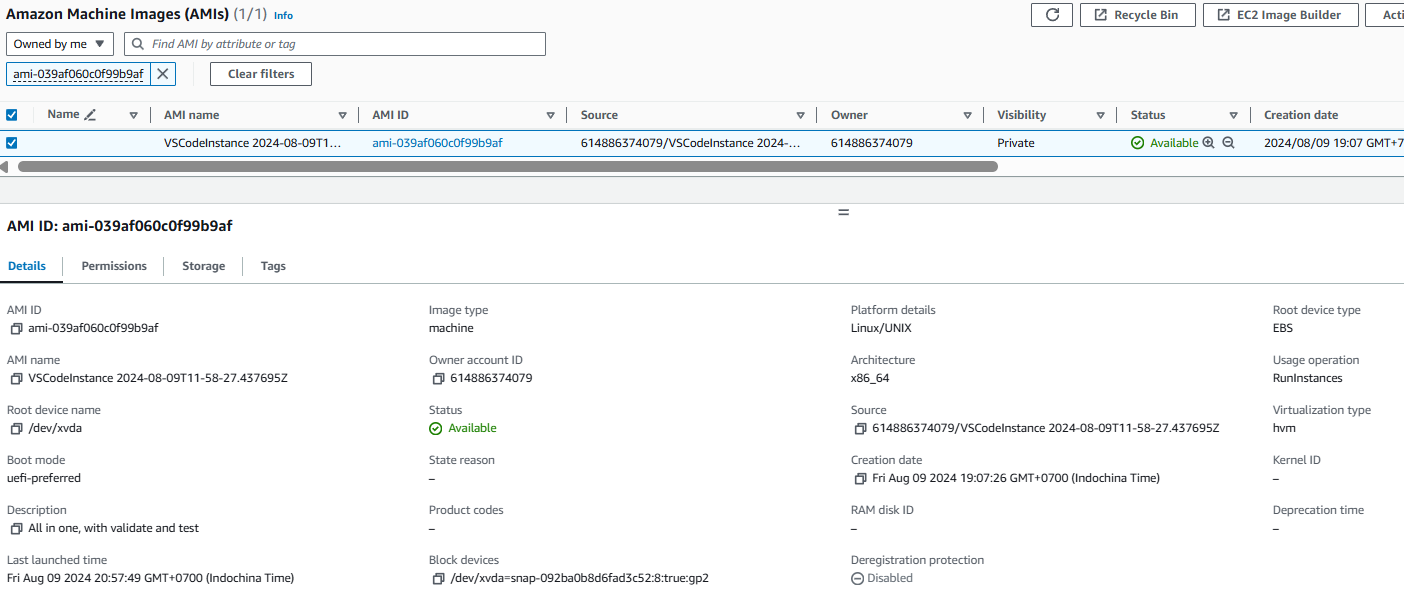 Amazon Machine Images (AMIs) (1/1) Info
Recycle Bin
EC2 Image Builder
Owned by me
Find AMI by attribute or tag
ami-039af060c0f99b9af
Clear filters
Name AMI name AMI ID Source Owner Visibility Status Creation date
VSCodeInstance 2024-08-09T1... ami-039af060c0f99b9af 614886374079/VSCodeInstance 2024-... 614886374079 Private Available 2024/08/09 19:07 GMT+7
AMI ID: ami-039af060c0f99b9af
Details Permissions Storage Tags
AMI ID Image type Platform details Root device type
ami-039af060c0f99b9af machine Linux/UNIX EBS
AMI name Owner account ID Architecture Usage operation
VSCodeInstance 2024-08-09T11-58-27.437695Z 614886374079 x86_64 RunInstances
Root device name Status Source Virtualization type
/dev/xvda Available 614886374079/VSCodeInstance 2024-08-09T11-58-27.437695Z hvm
Boot mode State reason Creation date Kernel ID
uefi-preferred – Fri Aug 09 2024 19:07:26 GMT+0700 (Indochina Time) –
Description Product codes RAM disk ID Deprecation time
All in one, with validate and test – – –
Last launched time Block devices Deregistration protection
Fri Aug 09 2024 20:57:49 GMT+0700 (Indochina Time) /dev/xvda=snap-092ba0b8d6fad3c52:8:true:gp2 Disabled